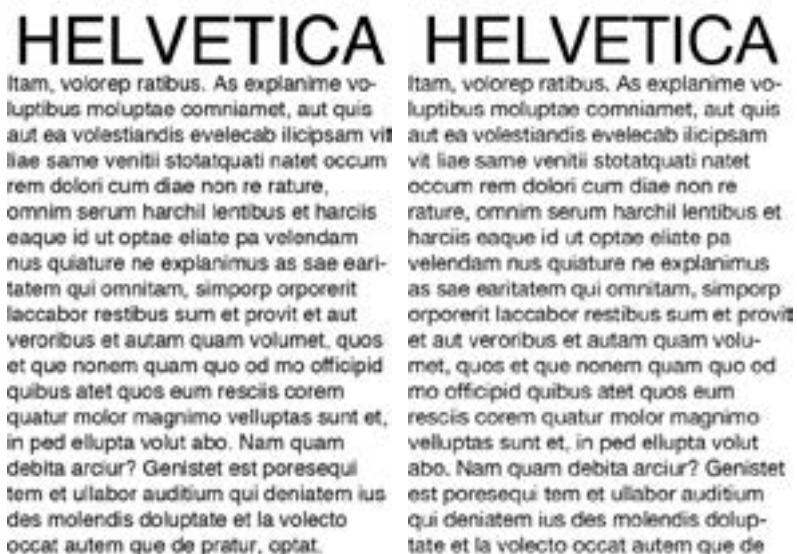 HELVETICA
Itam, volorep ratibus. As explanime vo-
luptibus moluptae comniamet, aut quis
aut ea volestiandis evelecab ilicipsam vit
liae same venitii stotatquati natet occum
rem dolori cum diae non re rature,
omnim serum harchil lentibus et harciis
eaque id ut optae eliate pa velendam
nus quiature ne explanimus as sae eari-
tatem qui omnitam, simporp orporerit
laccabor restibus sum et provit et aut
veroribus et autam quam volumet, quos
et que nonem quam quo od mo officipid
quibus atet quos eum resciis corem
quatur molor magnimo velluptas sunt et,
in ped ellupta volut abo. Nam quam
debita arciur? Genistet est poresequi
tem et ullabor auditium qui deniatem ius
des molendis doluptate et la volecto
occat autem que de pratur, optat.
HELVETICA
Itam, volorep ratibus. As explanime vo-
luptibus moluptae comniamet, aut quis
aut ea volestiandis evelecab ilicipsam
vit liae same venitii stotatquati natet
occum rem dolori cum diae non re
rature, omnim serum harchil lentibus et
harciis eaque id ut optae eliate pa
velendam nus quiature ne explanimus
as sae earitatem qui omnitam, simporp
orporerit laccabor restibus sum et provit
et aut veroribus et autam quam volu-
met, quos et que nonem quam quo od
mo officipid quibus atet quos eum
resciis corem quatur molor magnimo
velluptas sunt et, in ped ellupta volut
abo. Nam quam debita arciur? Genistet
est poresequi tem et ullabor auditium
qui deniatem ius des molendis dolup-
tate et la volecto occat autem que de